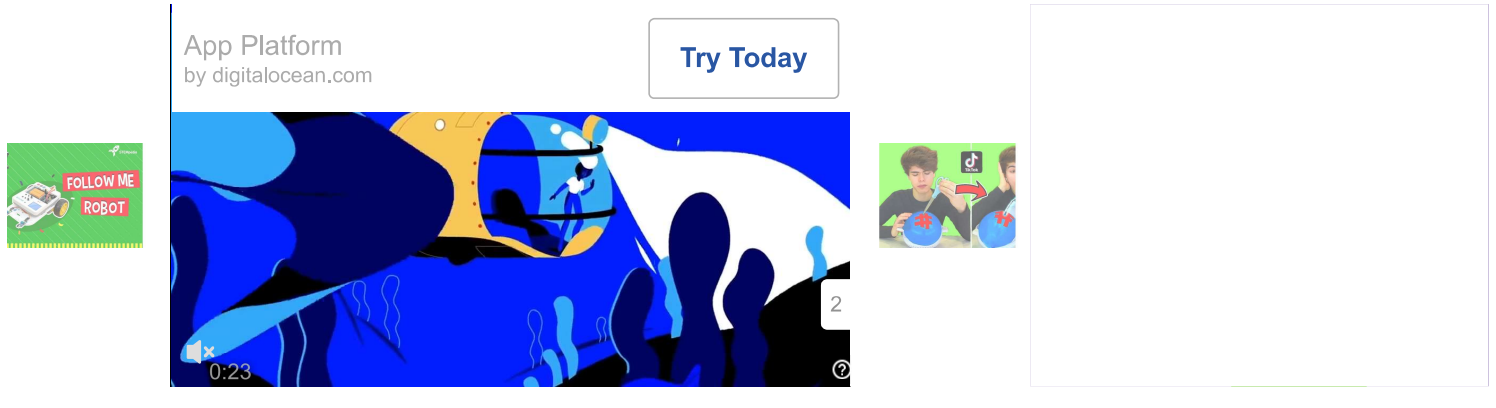 App Platform
by digitalocean.com
Try Today
FOLLOW ME
ROBOT
TikTok
2
0:23
?